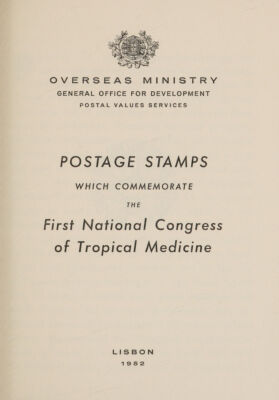 OVERSEAS MINISTRY
GENERAL OFFICE FOR DEVELOPMENT
POSTAL VALUES SERVICES
POSTAGE STAMPS
WHICH COMMEMORATE
THE
First National Congress
of Tropical Medicine
LISBON
1952